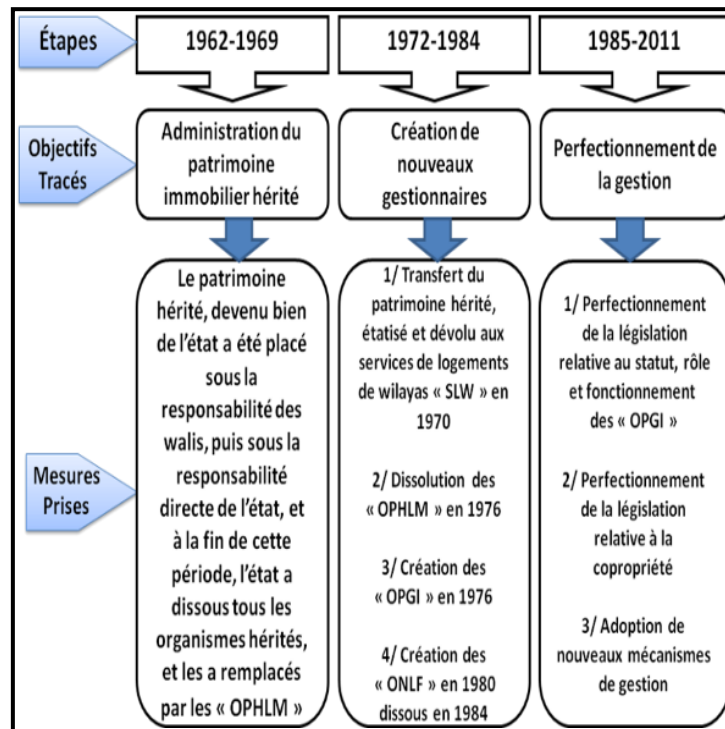 Étapes
1962-1969
1972-1984
1985-2011
Objectifs
Tracés
Administration du
patrimoine
immobilier hérité
Création de
nouveaux
gestionnaires
Perfectionnement de
la gestion
Mesures
Prises
Le patrimoine
hérité, devenu bien
de l'état a été placé
sous la
responsabilité des
walis, puis sous la
responsabilité
directe de l'état, et
à la fin de cette
période, l'état a
dissous tous les
organismes hérités,
et les a remplacés
par les « OPHLM »
1/ Transfert du
patrimoine hérité,
étatisé et dévolu aux
services de logements
de wilayas « SLW » en
1970
2/ Dissolution des
« OPHLM » en 1976
3/ Création des
« OPGI » en 1976
4/ Création des
« ONLF » en 1980
dissous en 1984
1/ Perfectionnement
de la législation
relative au statut, rôle
et fonctionnement
des « OPGI »
2/ Perfectionnement
de la législation
relative à la
copropriété
3/ Adoption de
nouveaux mécanismes
de gestion